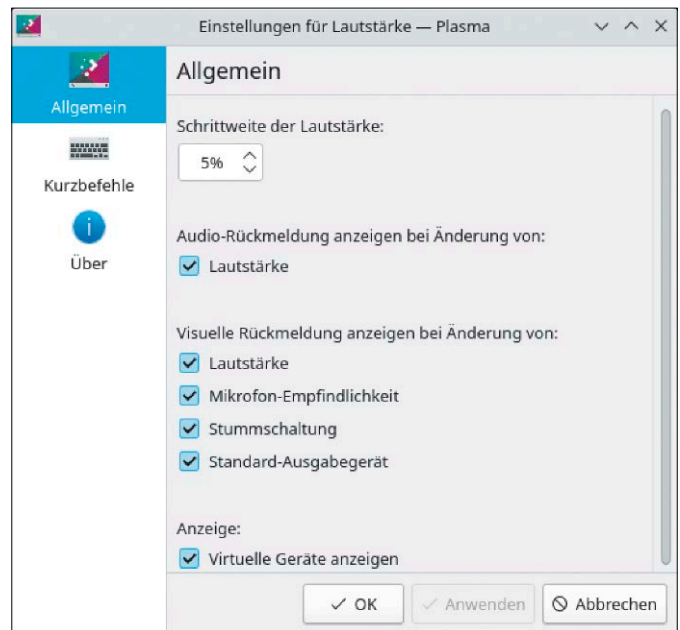 Einstellungen für Lautstärke — Plasma
Allgemein
Kurzbefehle
Über
Allgemein
Schrittweite der Lautstärke:
5%
Audio-Rückmeldung anzeigen bei Änderung von:
Lautstärke
Visuelle Rückmeldung anzeigen bei Änderung von:
Lautstärke
Mikrofon-Empfindlichkeit
Stummschaltung
Standard-Ausgabegerät
Anzeige:
Virtuelle Geräte anzeigen
OK
Anwenden
Abbrechen